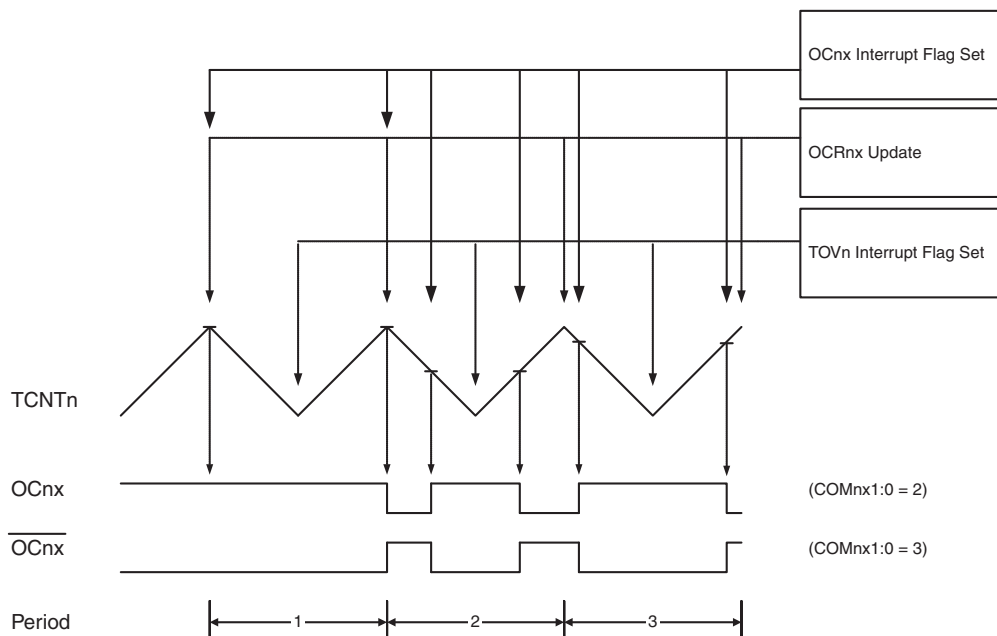 OCnx Interrupt Flag Set
OCRnx Update
TOVn Interrupt Flag Set
TCNTn
OCnx (COMnx1:0 = 2)
OCnx (COMnx1:0 = 3)
Period 1 2 3